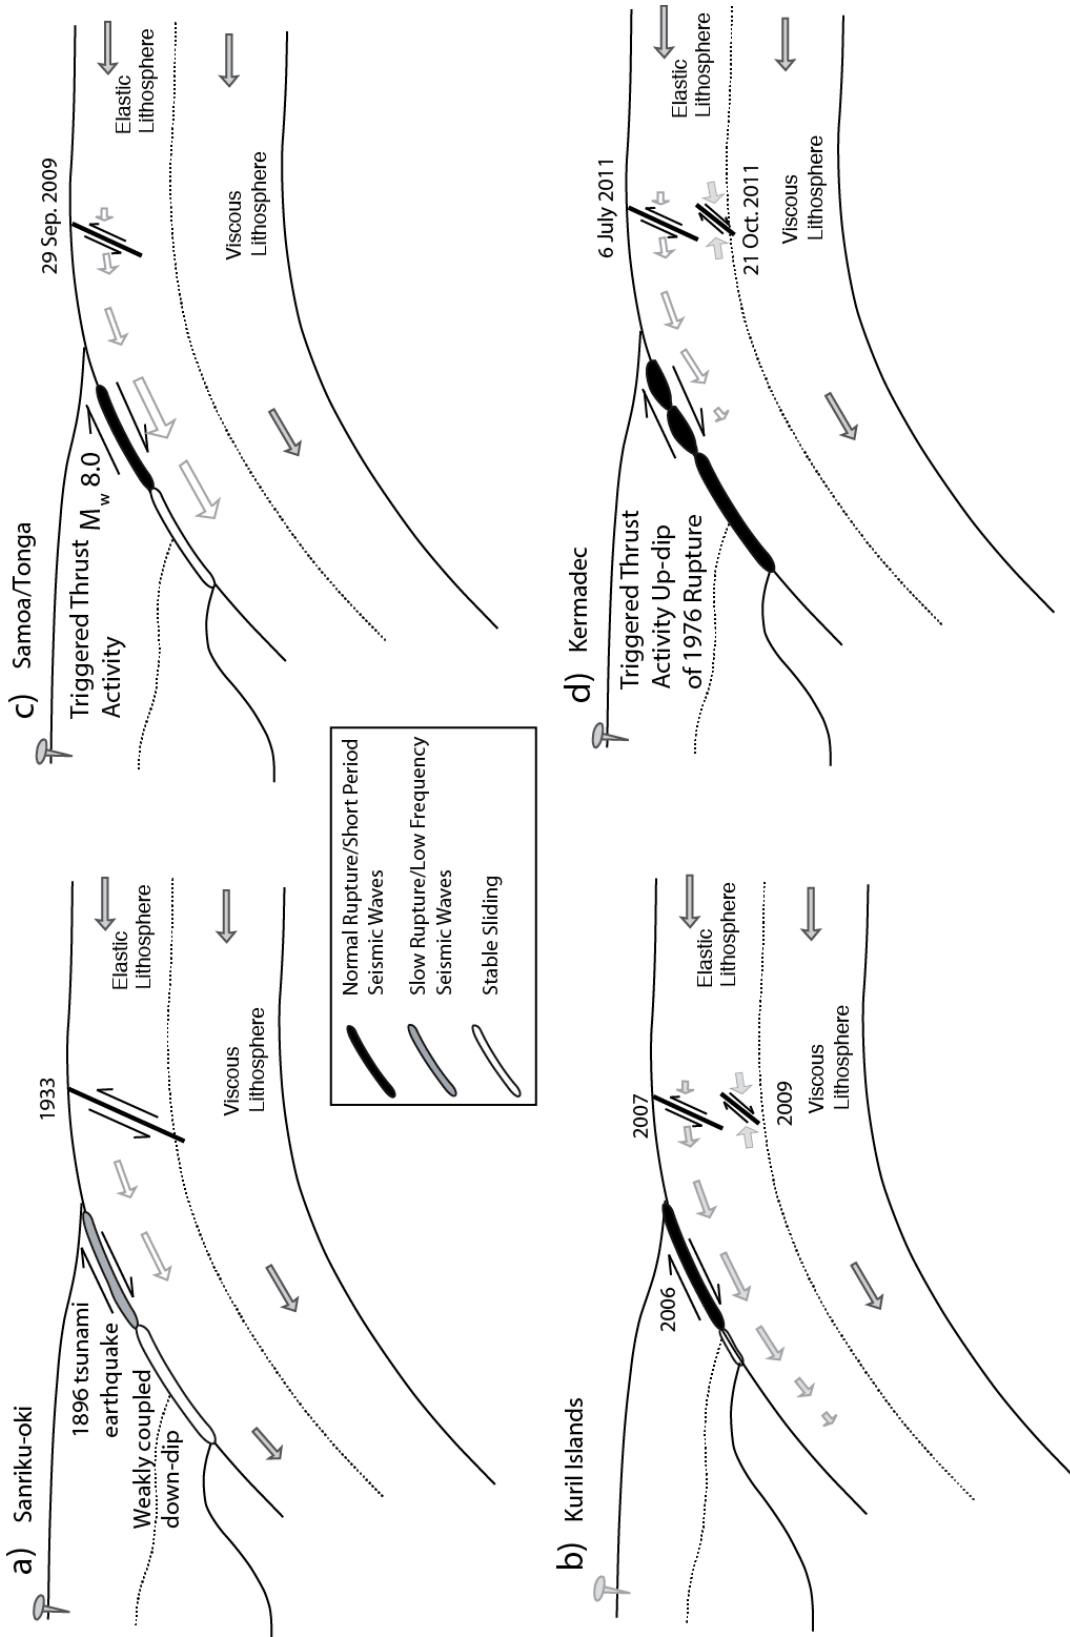 a) Sanriku-oki
1933
1896 tsunami
earthquake
Weakly coupled
down-dip
Elastic
Lithosphere
Viscous
Lithosphere
c) Samoa/Tonga
29 Sep. 2009
Triggered Thrust
Activity
Mw 8.0
Elastic
Lithosphere
Viscous
Lithosphere
Normal Rupture/Short Period
Seismic Waves
Slow Rupture/Low Frequency
Seismic Waves
Stable Sliding
b) Kuril Islands
2007
2006
2009
Elastic
Lithosphere
Viscous
Lithosphere
d) Kermadec
6 July 2011
Triggered Thrust
Activity Up-dip
of 1976 Rupture
21 Oct. 2011
Elastic
Lithosphere
Viscous
Lithosphere